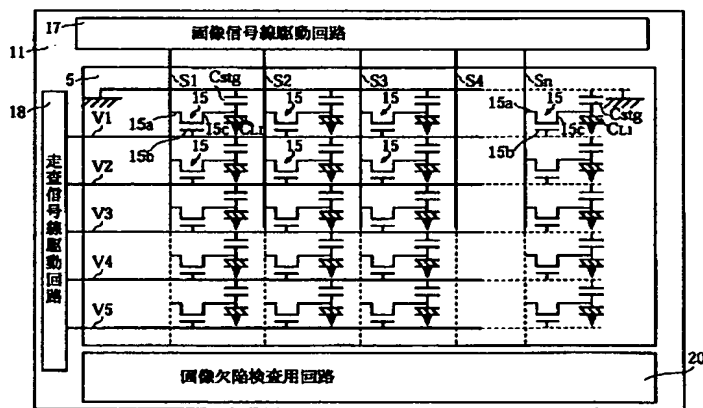 17
画像信号線駆動回路
11
5
S1 S2 S3 S4 Sn
Cstg
18
15a 15 15 15 15a 15
V1
15c CLI 15c Cstg CLI
15b 15b
15 15 15
V2
走査信号線駆動回路
V3
V4
V5
画像欠陥検査用回路
20